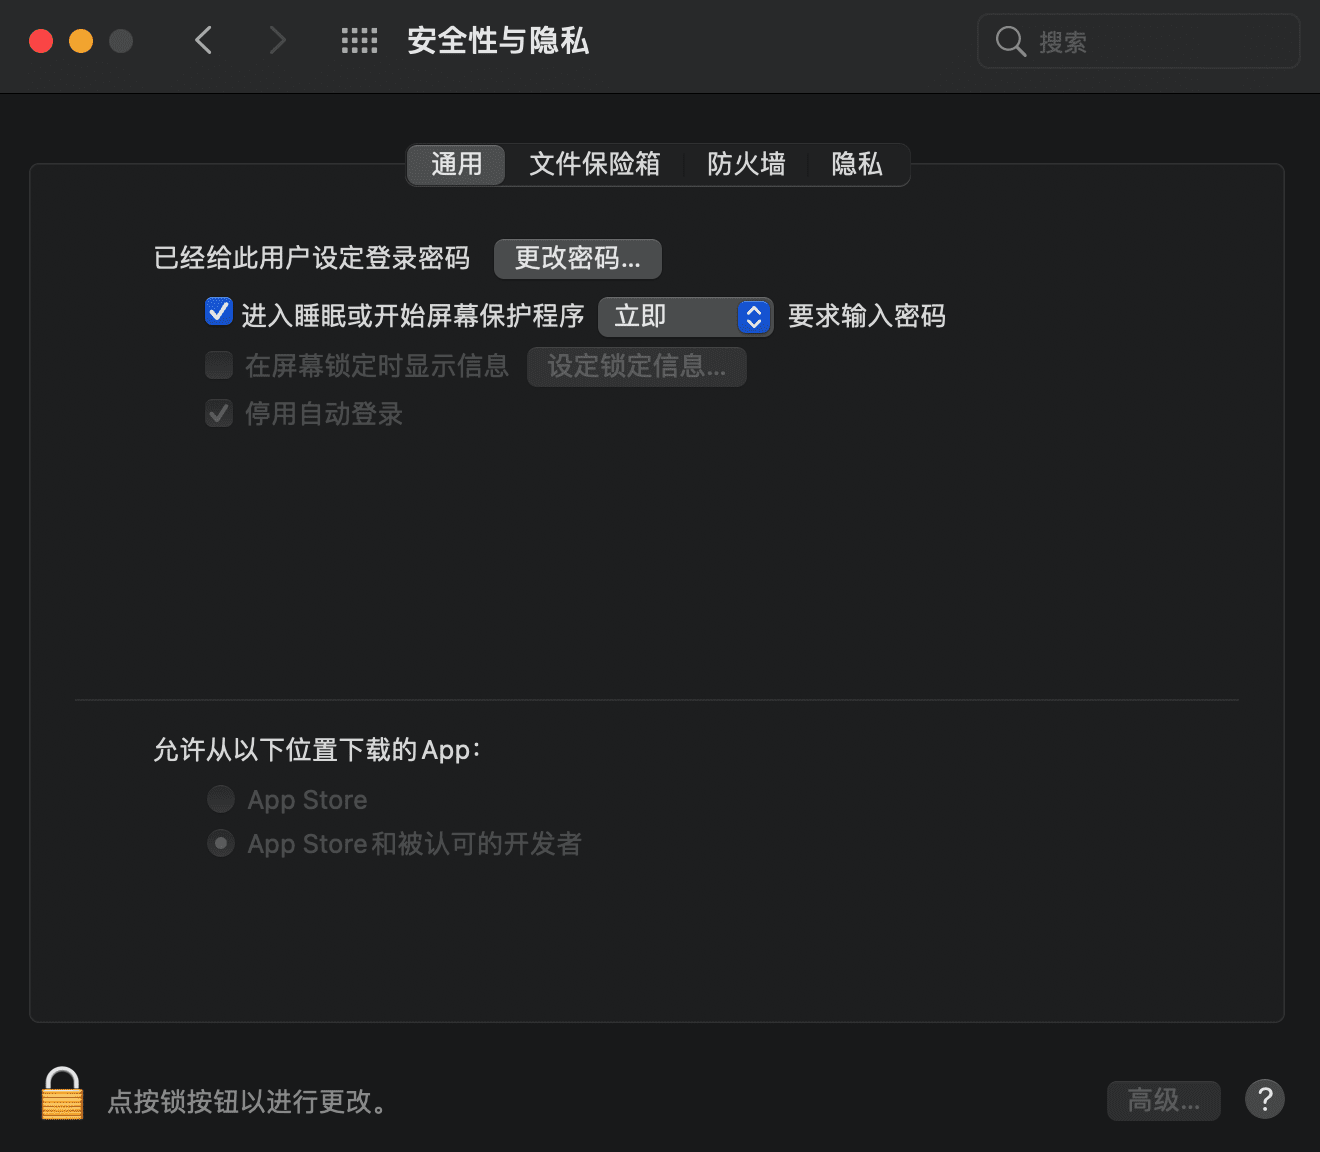 安全性与隐私
搜索
通用 文件保险箱 防火墙 隐私
已经给此用户设定登录密码 更改密码...
进入睡眠或开始屏幕保护程序 立即 要求输入密码
在屏幕锁定时显示信息 设定锁定信息...
停用自动登录
允许从以下位置下载的App：
App Store
App Store和被认可的开发者
点按锁按钮以进行更改。
高级... ?